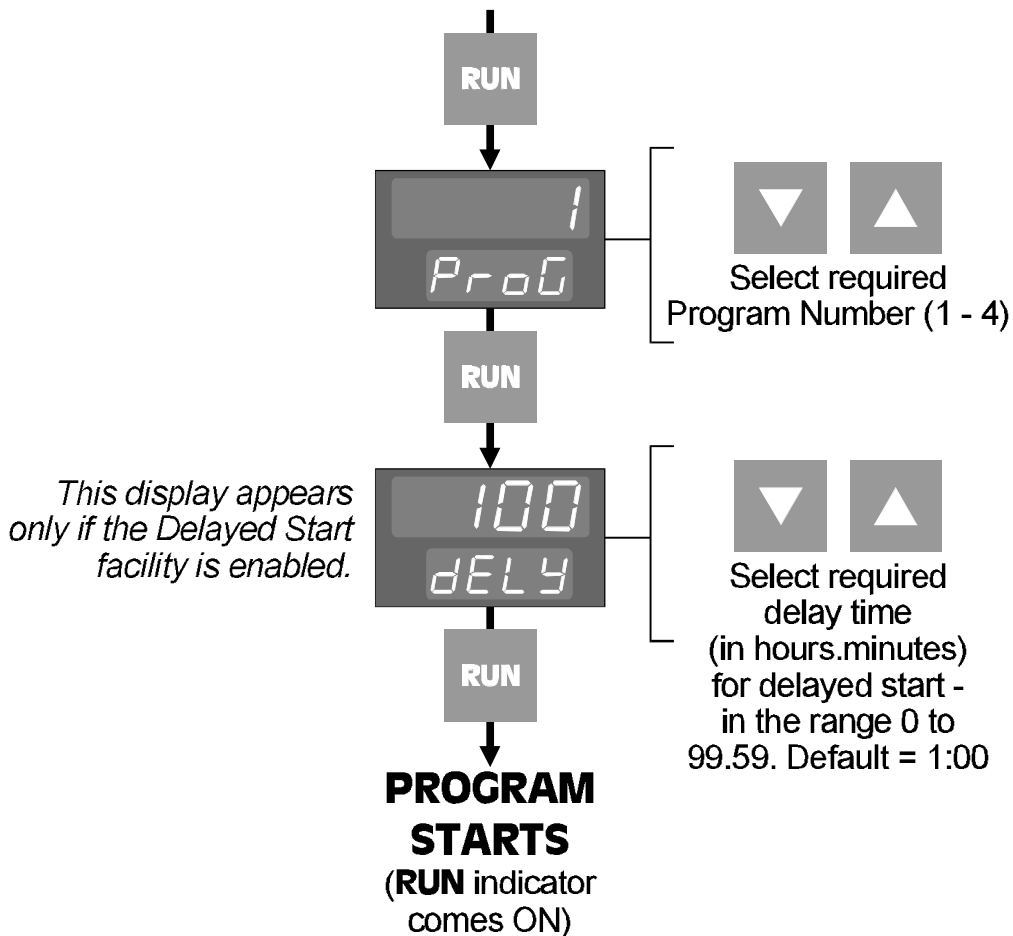 RUN
1
ProG
Select required
Program Number (1 - 4)
RUN
This display appears
only if the Delayed Start
facility is enabled.
100
dELY
Select required
delay time
(in hours.minutes)
for delayed start -
in the range 0 to
99.59. Default = 1:00
RUN
PROGRAM
STARTS
(RUN indicator
comes ON)